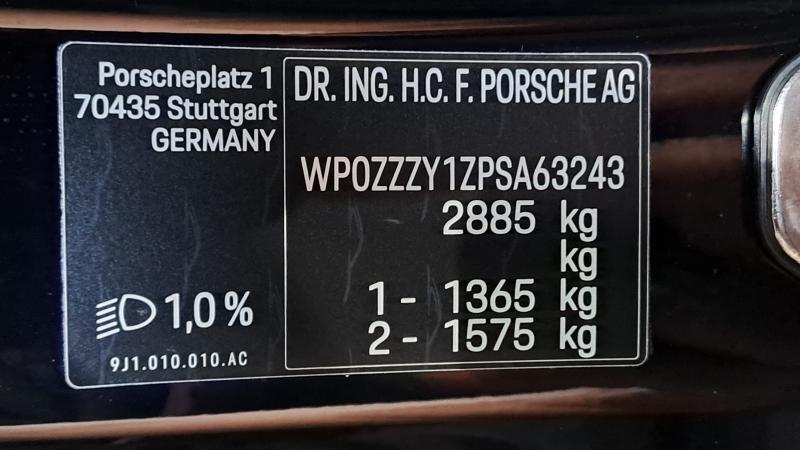 Porscheplatz 1
70435 Stuttgart
GERMANY
1,0 %
9J1.010.010.AC
DR. ING. H.C. F. PORSCHE AG
WP0ZZZY1ZPSA63243
2885 kg
kg
1 - 1365 kg
2 - 1575 kg